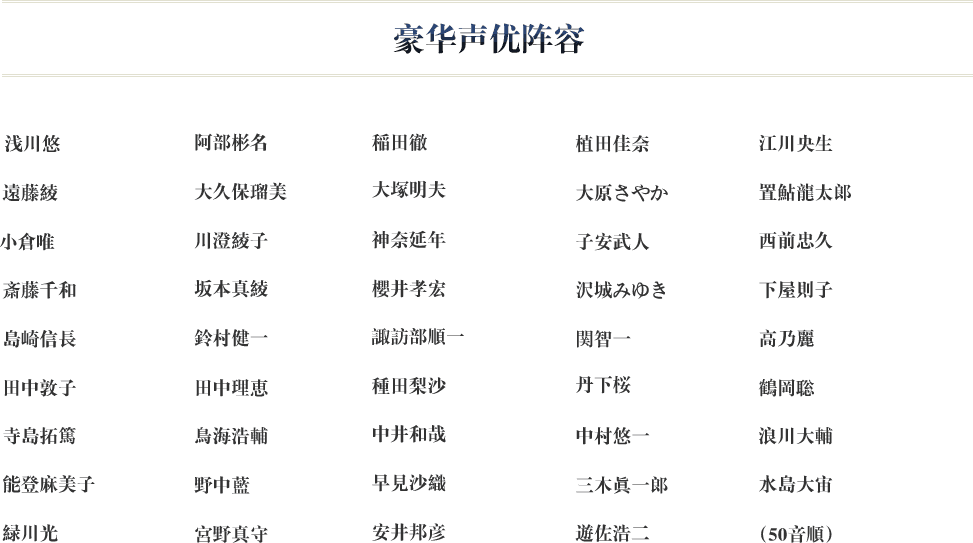 豪华声优阵容
浅川悠 阿部彬名 稲田徹 植田佳奈 江川央生
遠藤綾 大久保瑠美 大塚明夫 大原さやか 置鮎龍太郎
小倉唯 川澄綾子 神奈延年 子安武人 西前忠久
斎藤千和 坂本真綾 櫻井孝宏 沢城みゆき 下屋則子
島崎信長 鈴村健一 諏訪部順一 関智一 高乃麗
田中敦子 田中理恵 種田梨沙 丹下桜 鶴岡聡
寺島拓篤 鳥海浩輔 中井和哉 中村悠一 浪川大輔
能登麻美子 野中藍 早見沙織 三木眞一郎 水島大宙
緑川光 宮野真守 安井邦彦 遊佐浩二 (50音順)